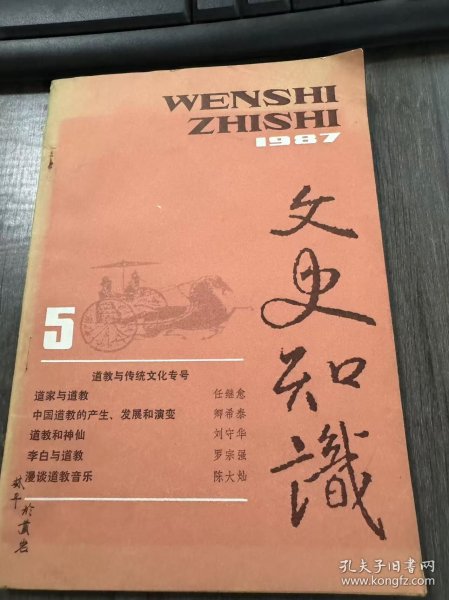 WENSHI
ZHISHI
1987
文史知識
5
道教与传统文化专号
道家与道教 任继愈
中国道教的产生、发展和演变 卿希泰
道教和神仙 刘守华
李白与道教 罗宗强
漫谈道教音乐 陈大灿
孔夫子旧书网
www.kongfz.com